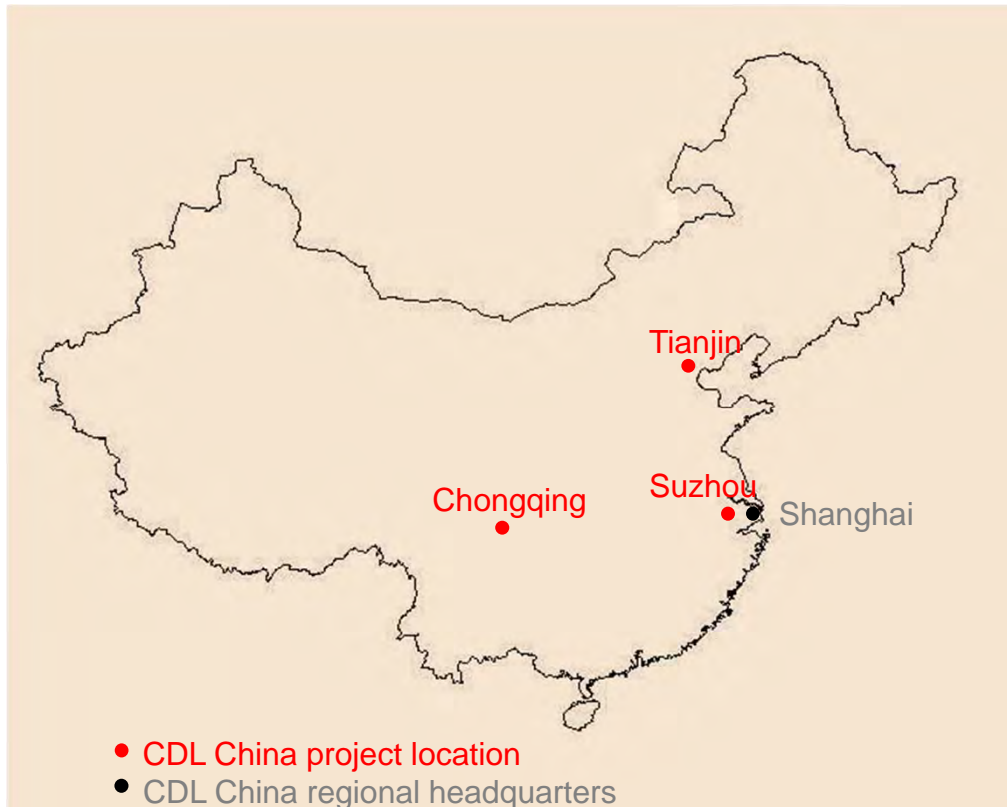 Tianjin
Suzhou
Chongqing
Shanghai
CDL China project location
CDL China regional headquarters